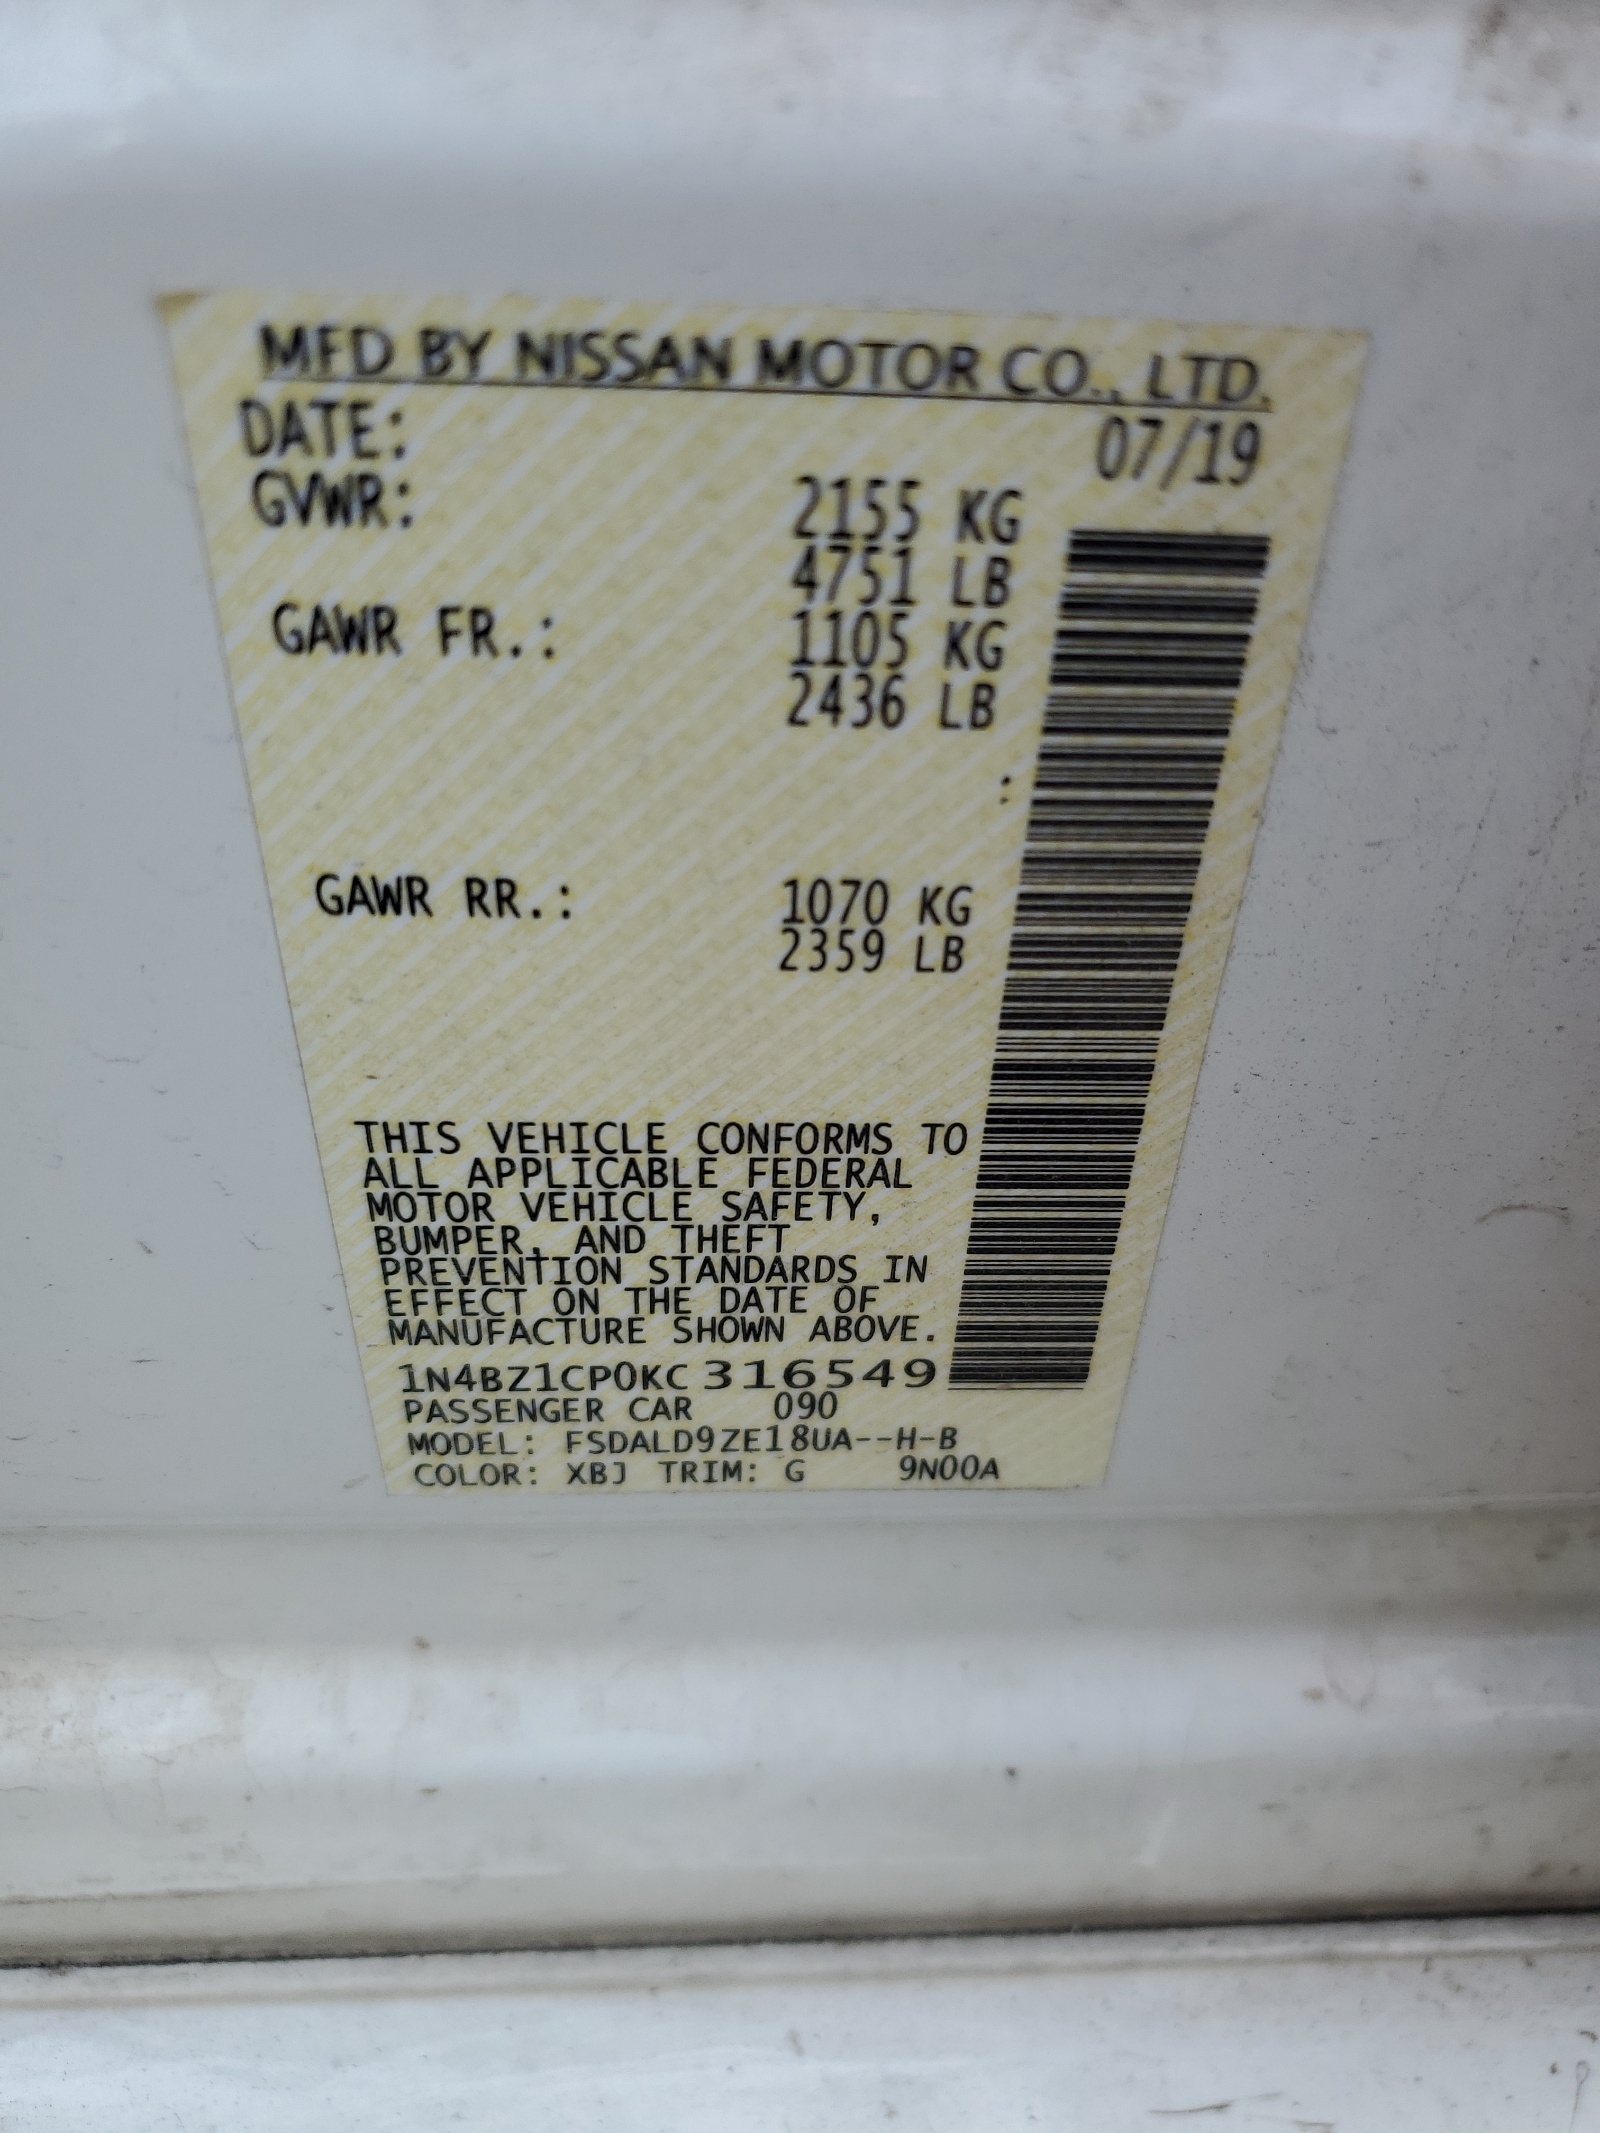 MFD BY NISSAN MOTOR CO., LTD.
DATE: 07/19
GVWR: 2155 KG
4751 LB
GAWR FR.: 1105 KG
2436 LB
:
GAWR RR.: 1070 KG
2359 LB
THIS VEHICLE CONFORMS TO
ALL APPLICABLE FEDERAL
MOTOR VEHICLE SAFETY,
BUMPER, AND THEFT
PREVENTION STANDARDS IN
EFFECT ON THE DATE OF
MANUFACTURE SHOWN ABOVE.
1N4BZ1CP0KC 316549
PASSENGER CAR 090
MODEL: FSDALD9ZE18UA--H-B
COLOR: XBJ TRIM: G 9N00A